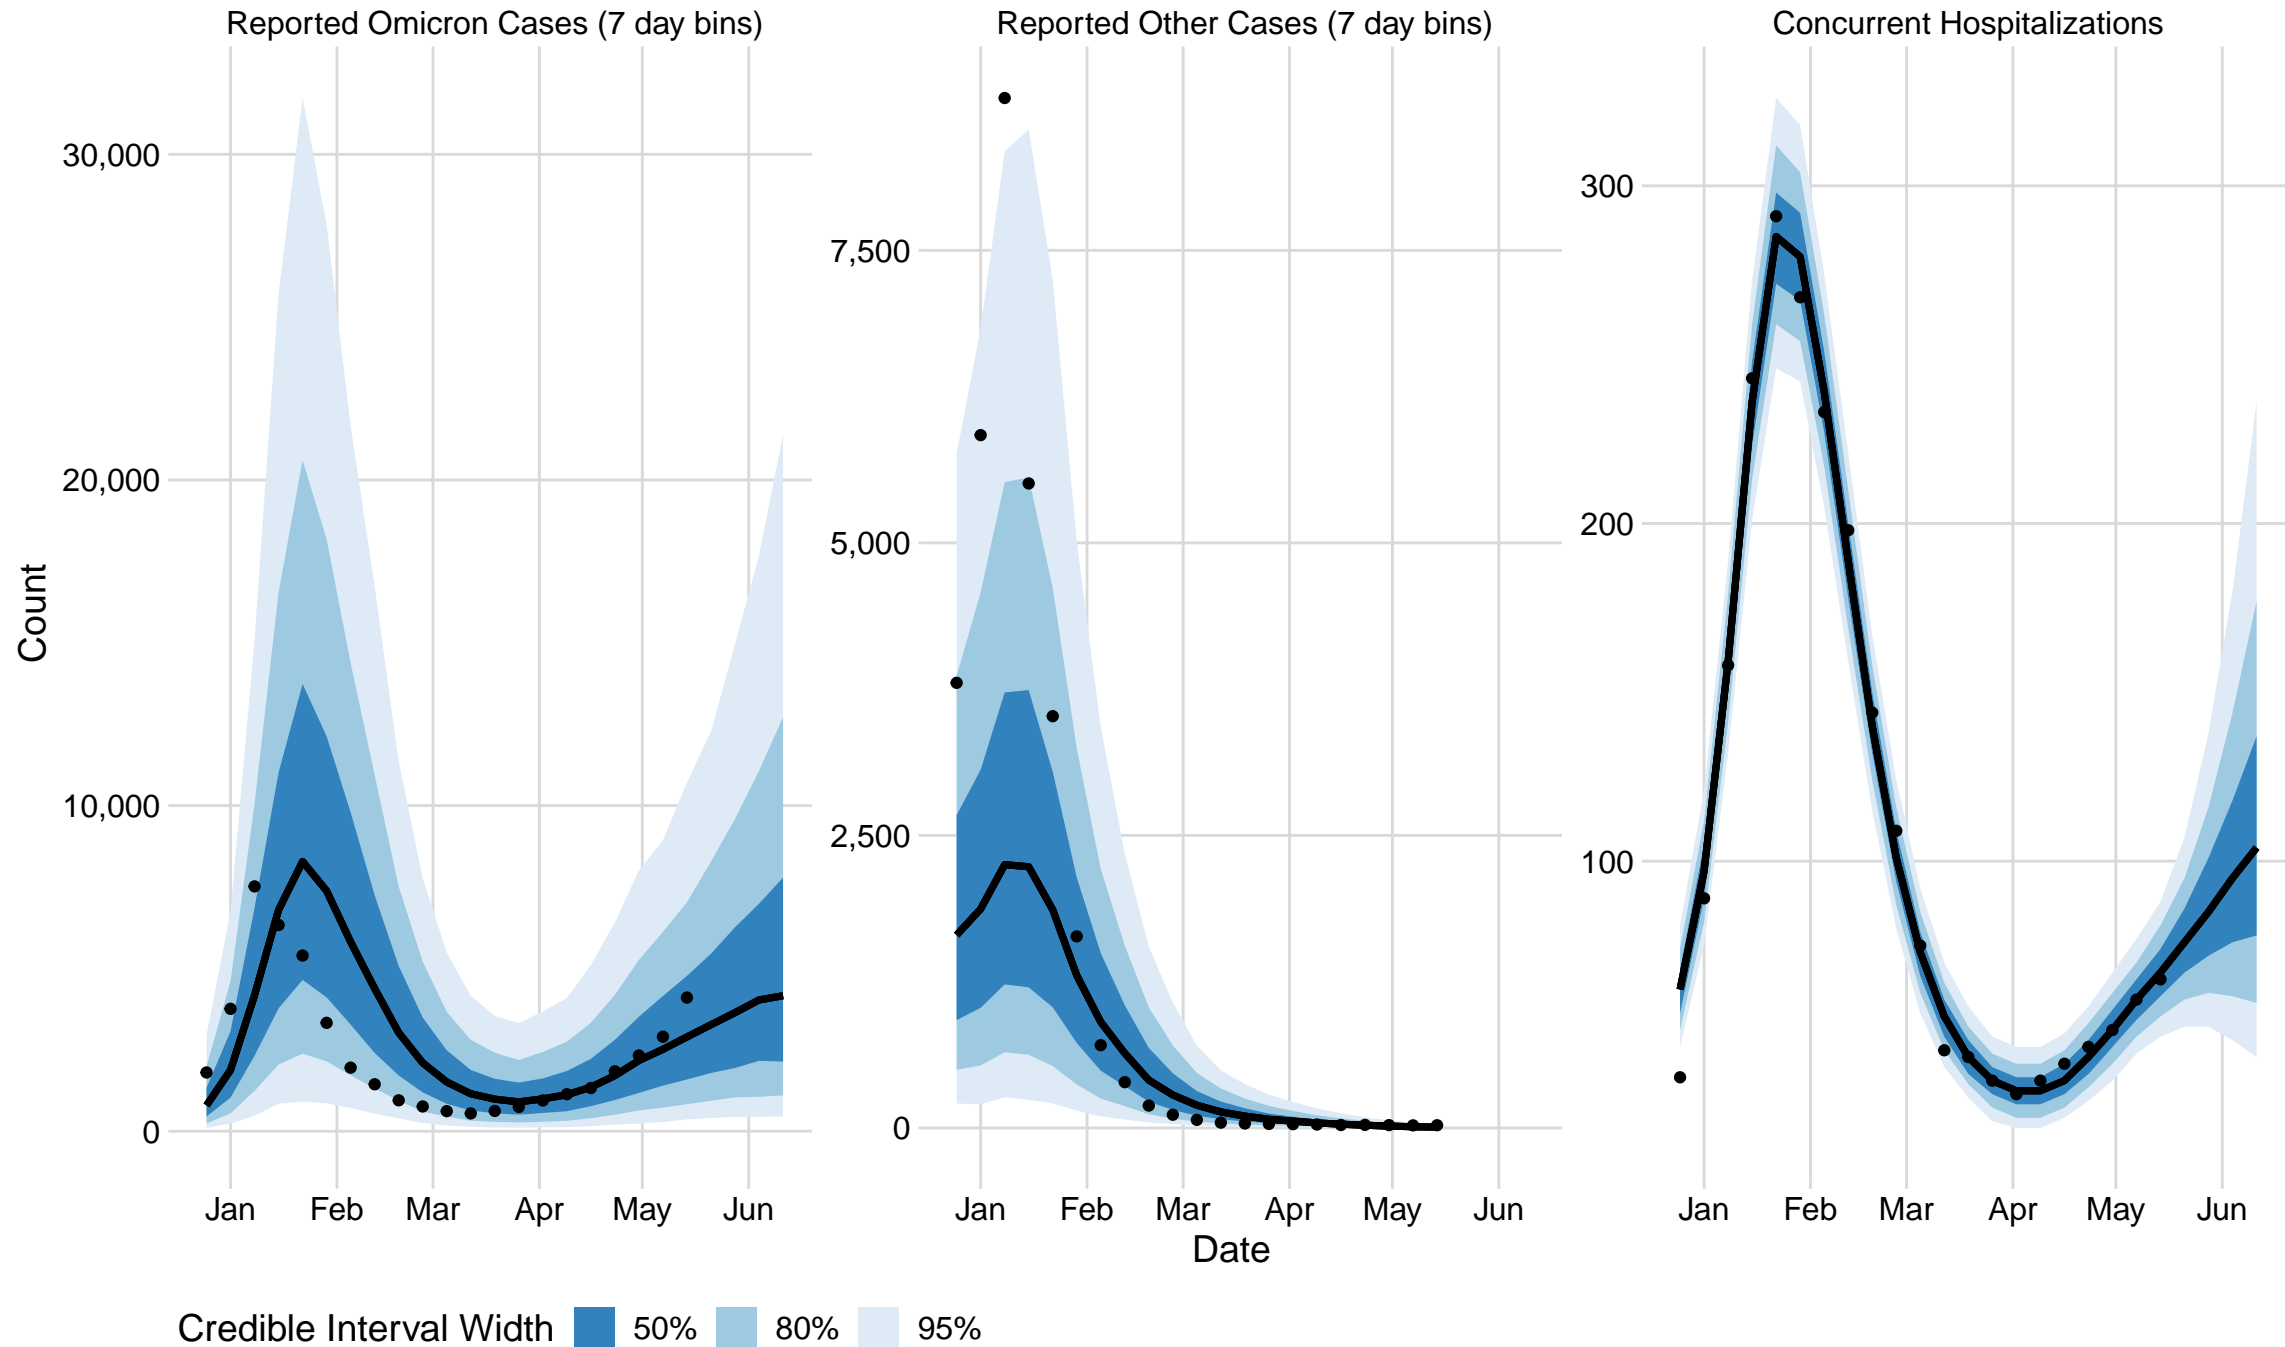 Reported Omicron Cases (7 day bins)
Reported Other Cases (7 day bins)
Concurrent Hospitalizations
Count
30,000
20,000
10,000
0
7,500
5,000
2,500
0
300
200
100
Jan Feb Mar Apr May Jun
Jan Feb Mar Apr May Jun
Jan Feb Mar Apr May Jun
Date
Credible Interval Width 50% 80% 95%